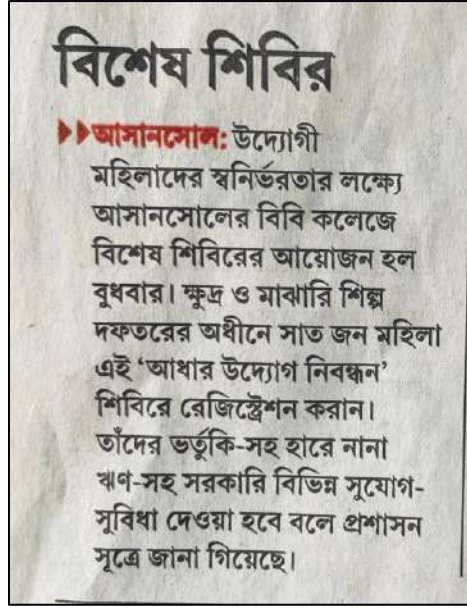 বিশেষ শিবির
আসানসোল: উদ্যোগী
মহিলাদের স্বনির্ভরতার লক্ষ্যে
আসানসোলের বিবি কলেজে
বিশেষ শিবিরের আয়োজন হল
বুধবার। ক্ষুদ্র ও মাঝারি শিল্প
দফতরের অধীনে সাত জন মহিলা
এই ‘আধার উদ্যোগ নিবন্ধন’
শিবিরে রেজিস্ট্রেশন করান।
তাঁদের ভর্তুকি-সহ হারে নানা
ঋণ-সহ সরকারি বিভিন্ন সুযোগ-
সুবিধা দেওয়া হবে বলে প্রশাসন
সূত্রে জানা গিয়েছে।